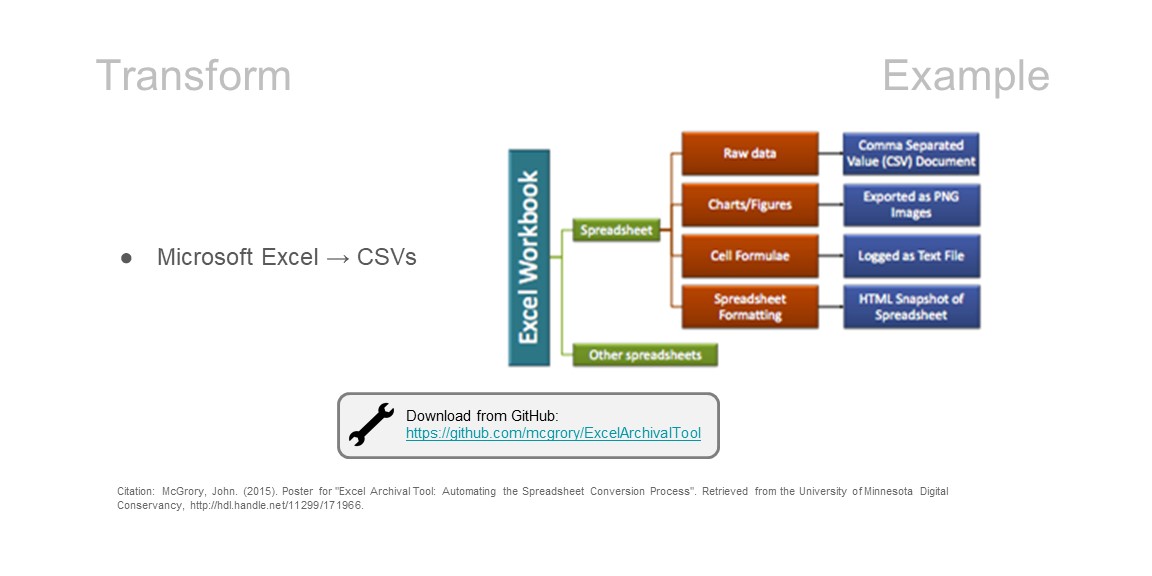 Transform
Example
● Microsoft Excel → CSVs
Excel Workbook
Spreadsheet
Other spreadsheets
Raw data
Comma Separated
Value (CSV) Document
Charts/Figures
Exported as PNG
Images
Cell Formulae
Logged as Text File
Spreadsheet
Formatting
HTML Snapshot of
Spreadsheet
Download from GitHub:
https://github.com/mcgrory/ExcelArchivalTool
Citation: McGrory, John. (2015). Poster for "Excel Archival Tool: Automating the Spreadsheet Conversion Process". Retrieved from the University of Minnesota Digital
Conservancy, http://hdl.handle.net/11299/171966.